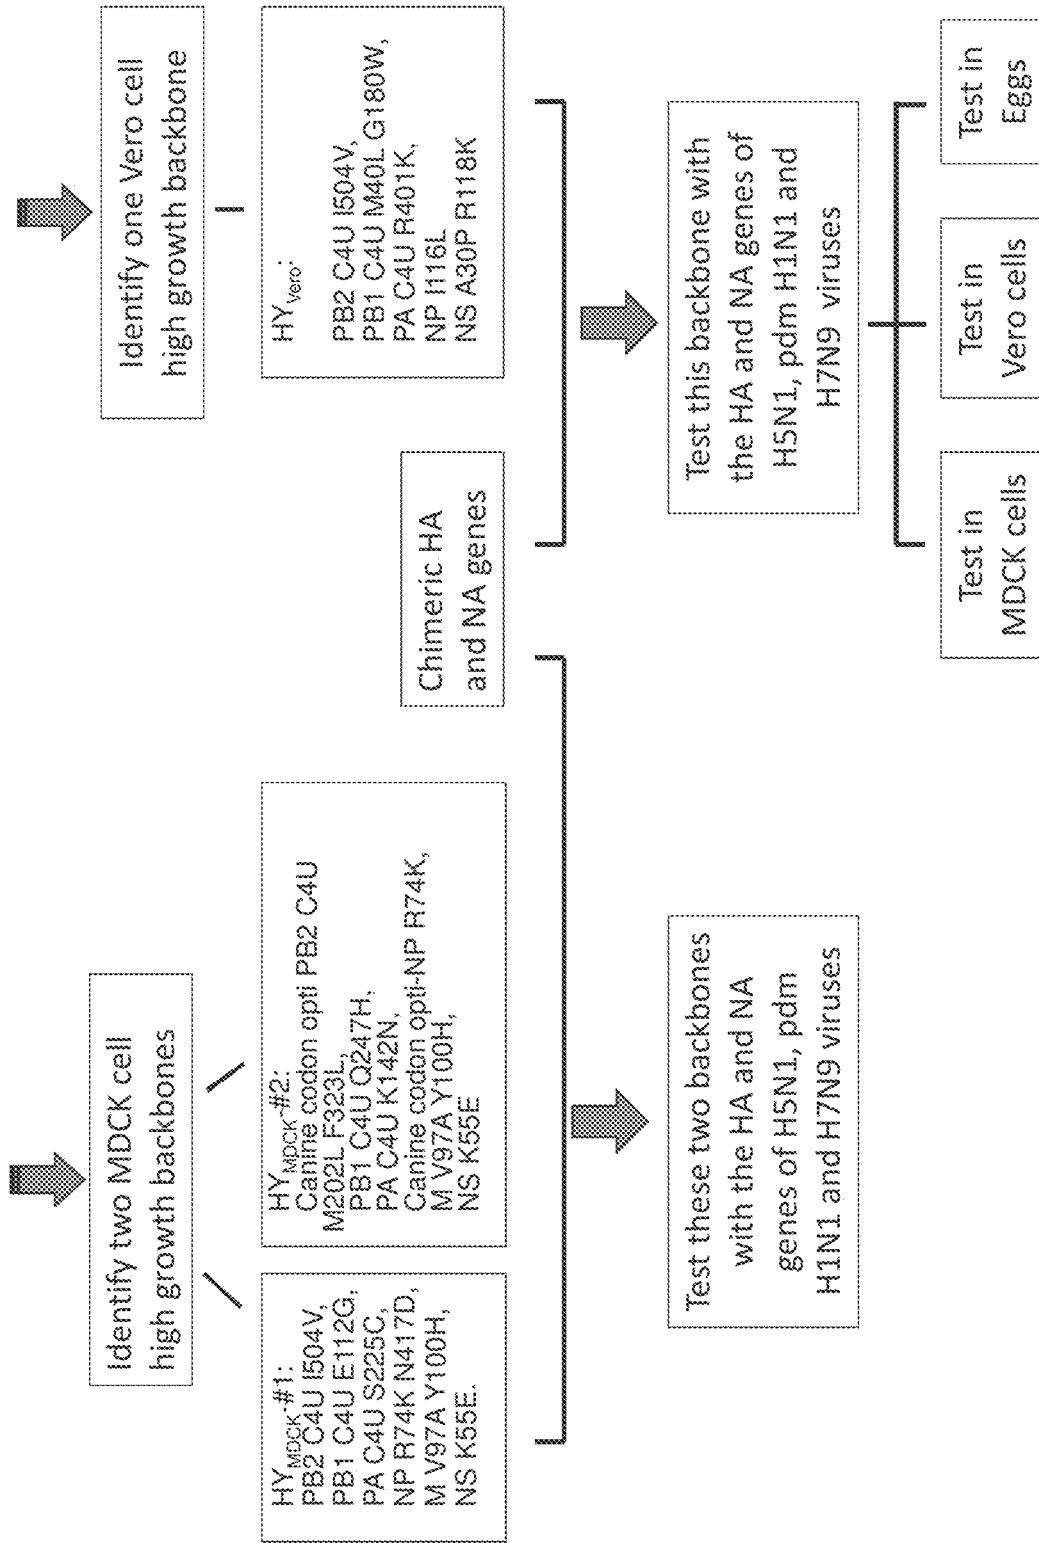 Identify two MDCK cell
high growth backbones
HY_MDCK-#1:
PB2 C4U I504V,
PB1 C4U E112G,
PA C4U S225C,
NP R74K N417D,
M V97A Y100H,
NS K55E.
HY_MDCK-#2:
Canine codon opti PB2 C4U
M202L F323L,
PB1 C4U Q247H,
PA C4U K142N,
Canine codon opti-NP R74K,
M V97A Y100H,
NS K55E
Identify one Vero cell
high growth backbone
HY_Vero:
PB2 C4U I504V,
PB1 C4U M40L G180W,
PA C4U R401K,
NP I116L
NS A30P R118K
Chimeric HA
and NA genes
Test these two backbones
with the HA and NA
genes of H5N1, pdm
H1N1 and H7N9 viruses
Test this backbone with
the HA and NA genes of
H5N1, pdm H1N1 and
H7N9 viruses
Test in
MDCK cells
Test in
Vero cells
Test in
Eggs